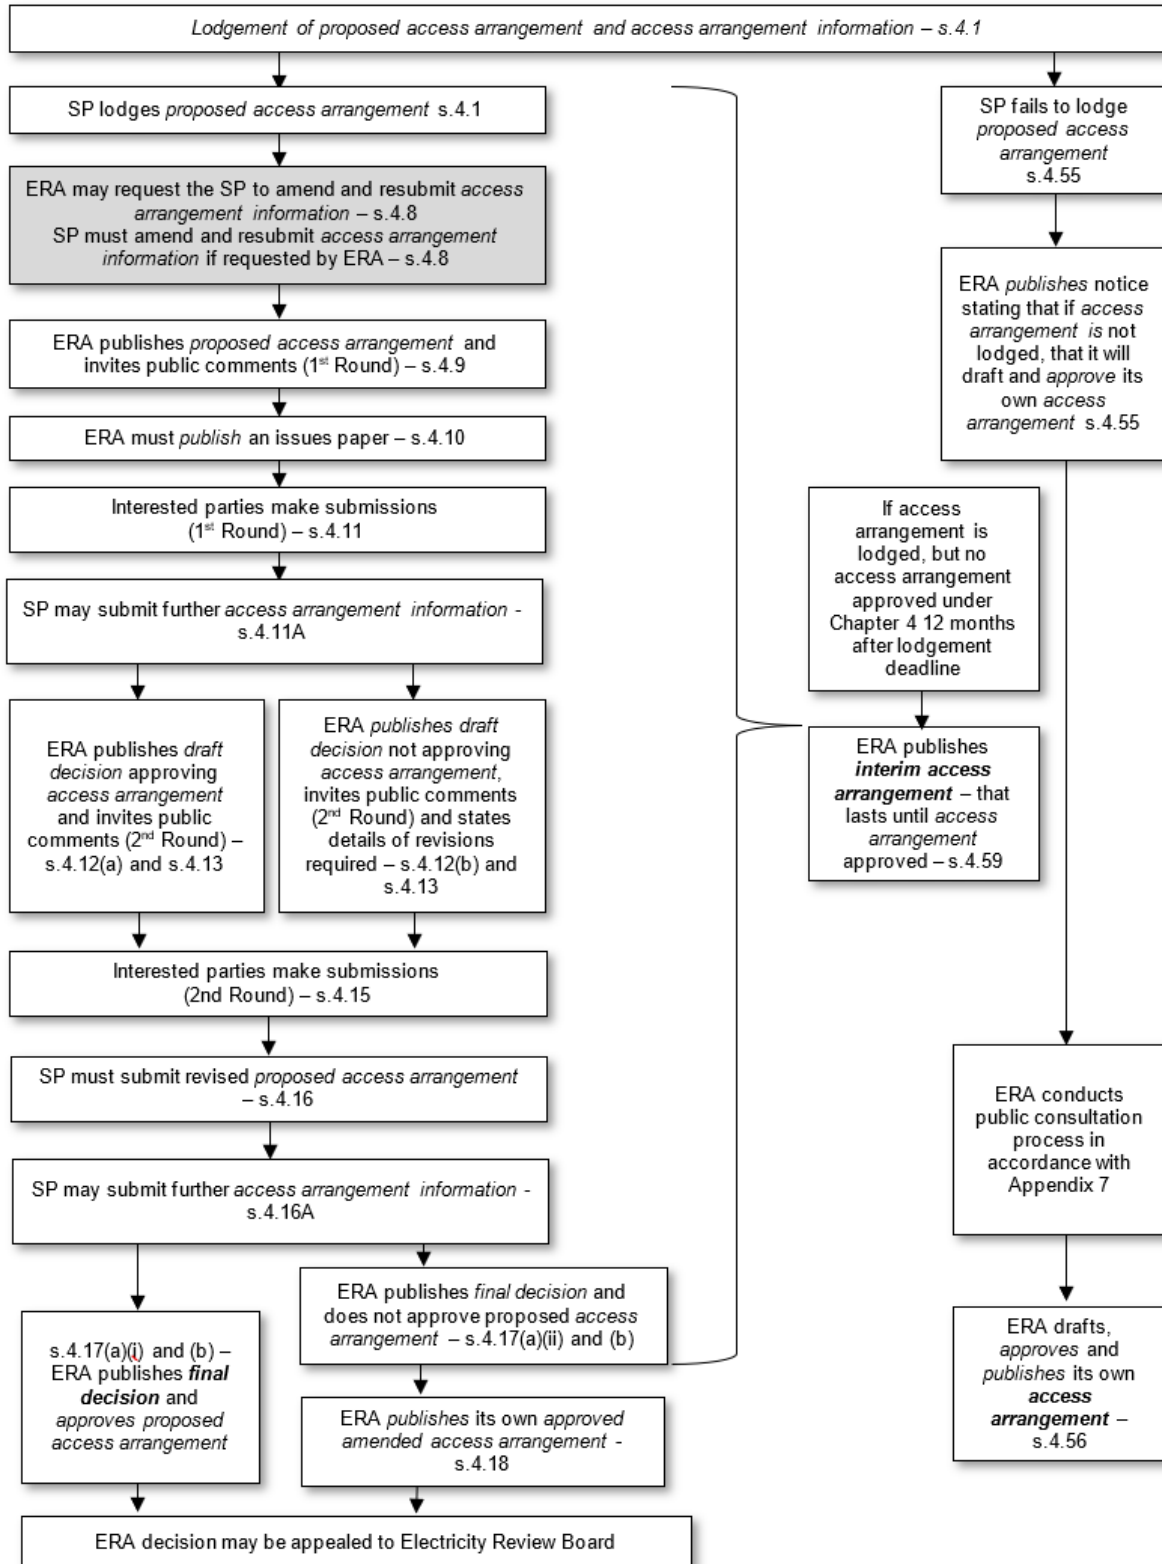 Lodgement of proposed access arrangement and access arrangement information – s.4.1
SP lodges proposed access arrangement s.4.1
ERA may request the SP to amend and resubmit access
arrangement information – s.4.8
SP must amend and resubmit access arrangement
information if requested by ERA – s.4.8
ERA publishes proposed access arrangement and
invites public comments (1st Round) – s.4.9
ERA must publish an issues paper – s.4.10
Interested parties make submissions
(1st Round) – s.4.11
SP may submit further access arrangement information -
s.4.11A
ERA publishes draft
decision approving
access arrangement
and invites public
comments (2nd Round) –
s.4.12(a) and s.4.13
ERA publishes draft
decision not approving
access arrangement,
invites public comments
(2nd Round) and states
details of revisions
required – s.4.12(b) and
s.4.13
Interested parties make submissions
(2nd Round) – s.4.15
SP must submit revised proposed access arrangement
– s.4.16
SP may submit further access arrangement information -
s.4.16A
s.4.17(a)(i) and (b) –
ERA publishes final
decision and
approves proposed
access arrangement
ERA publishes final decision and
does not approve proposed access
arrangement – s.4.17(a)(ii) and (b)
ERA publishes its own approved
amended access arrangement -
s.4.18
ERA decision may be appealed to Electricity Review Board
If access
arrangement is
lodged, but no
access arrangement
approved under
Chapter 4 12 months
after lodgement
deadline
ERA publishes
interim access
arrangement – that
lasts until access
arrangement
approved – s.4.59
SP fails to lodge
proposed access
arrangement
s.4.55
ERA publishes notice
stating that if access
arrangement is not
lodged, that it will
draft and approve its
own access
arrangement s.4.55
ERA conducts
public consultation
process in
accordance with
Appendix 7
ERA drafts,
approves and
publishes its own
access
arrangement –
s.4.56